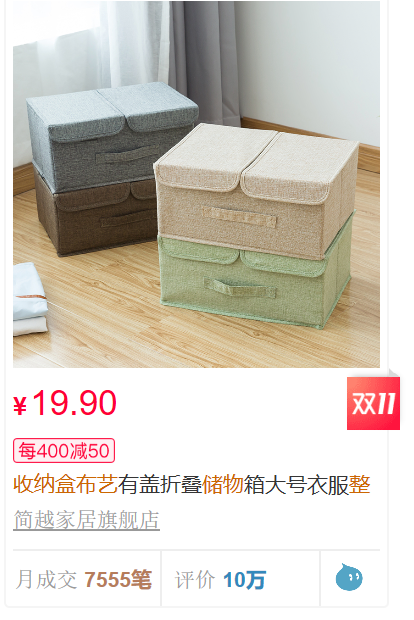 ¥19.90
双11
每400减50
收纳盒布艺有盖折叠储物箱大号衣服整
简越家居旗舰店
月成交 7555笔
评价 10万